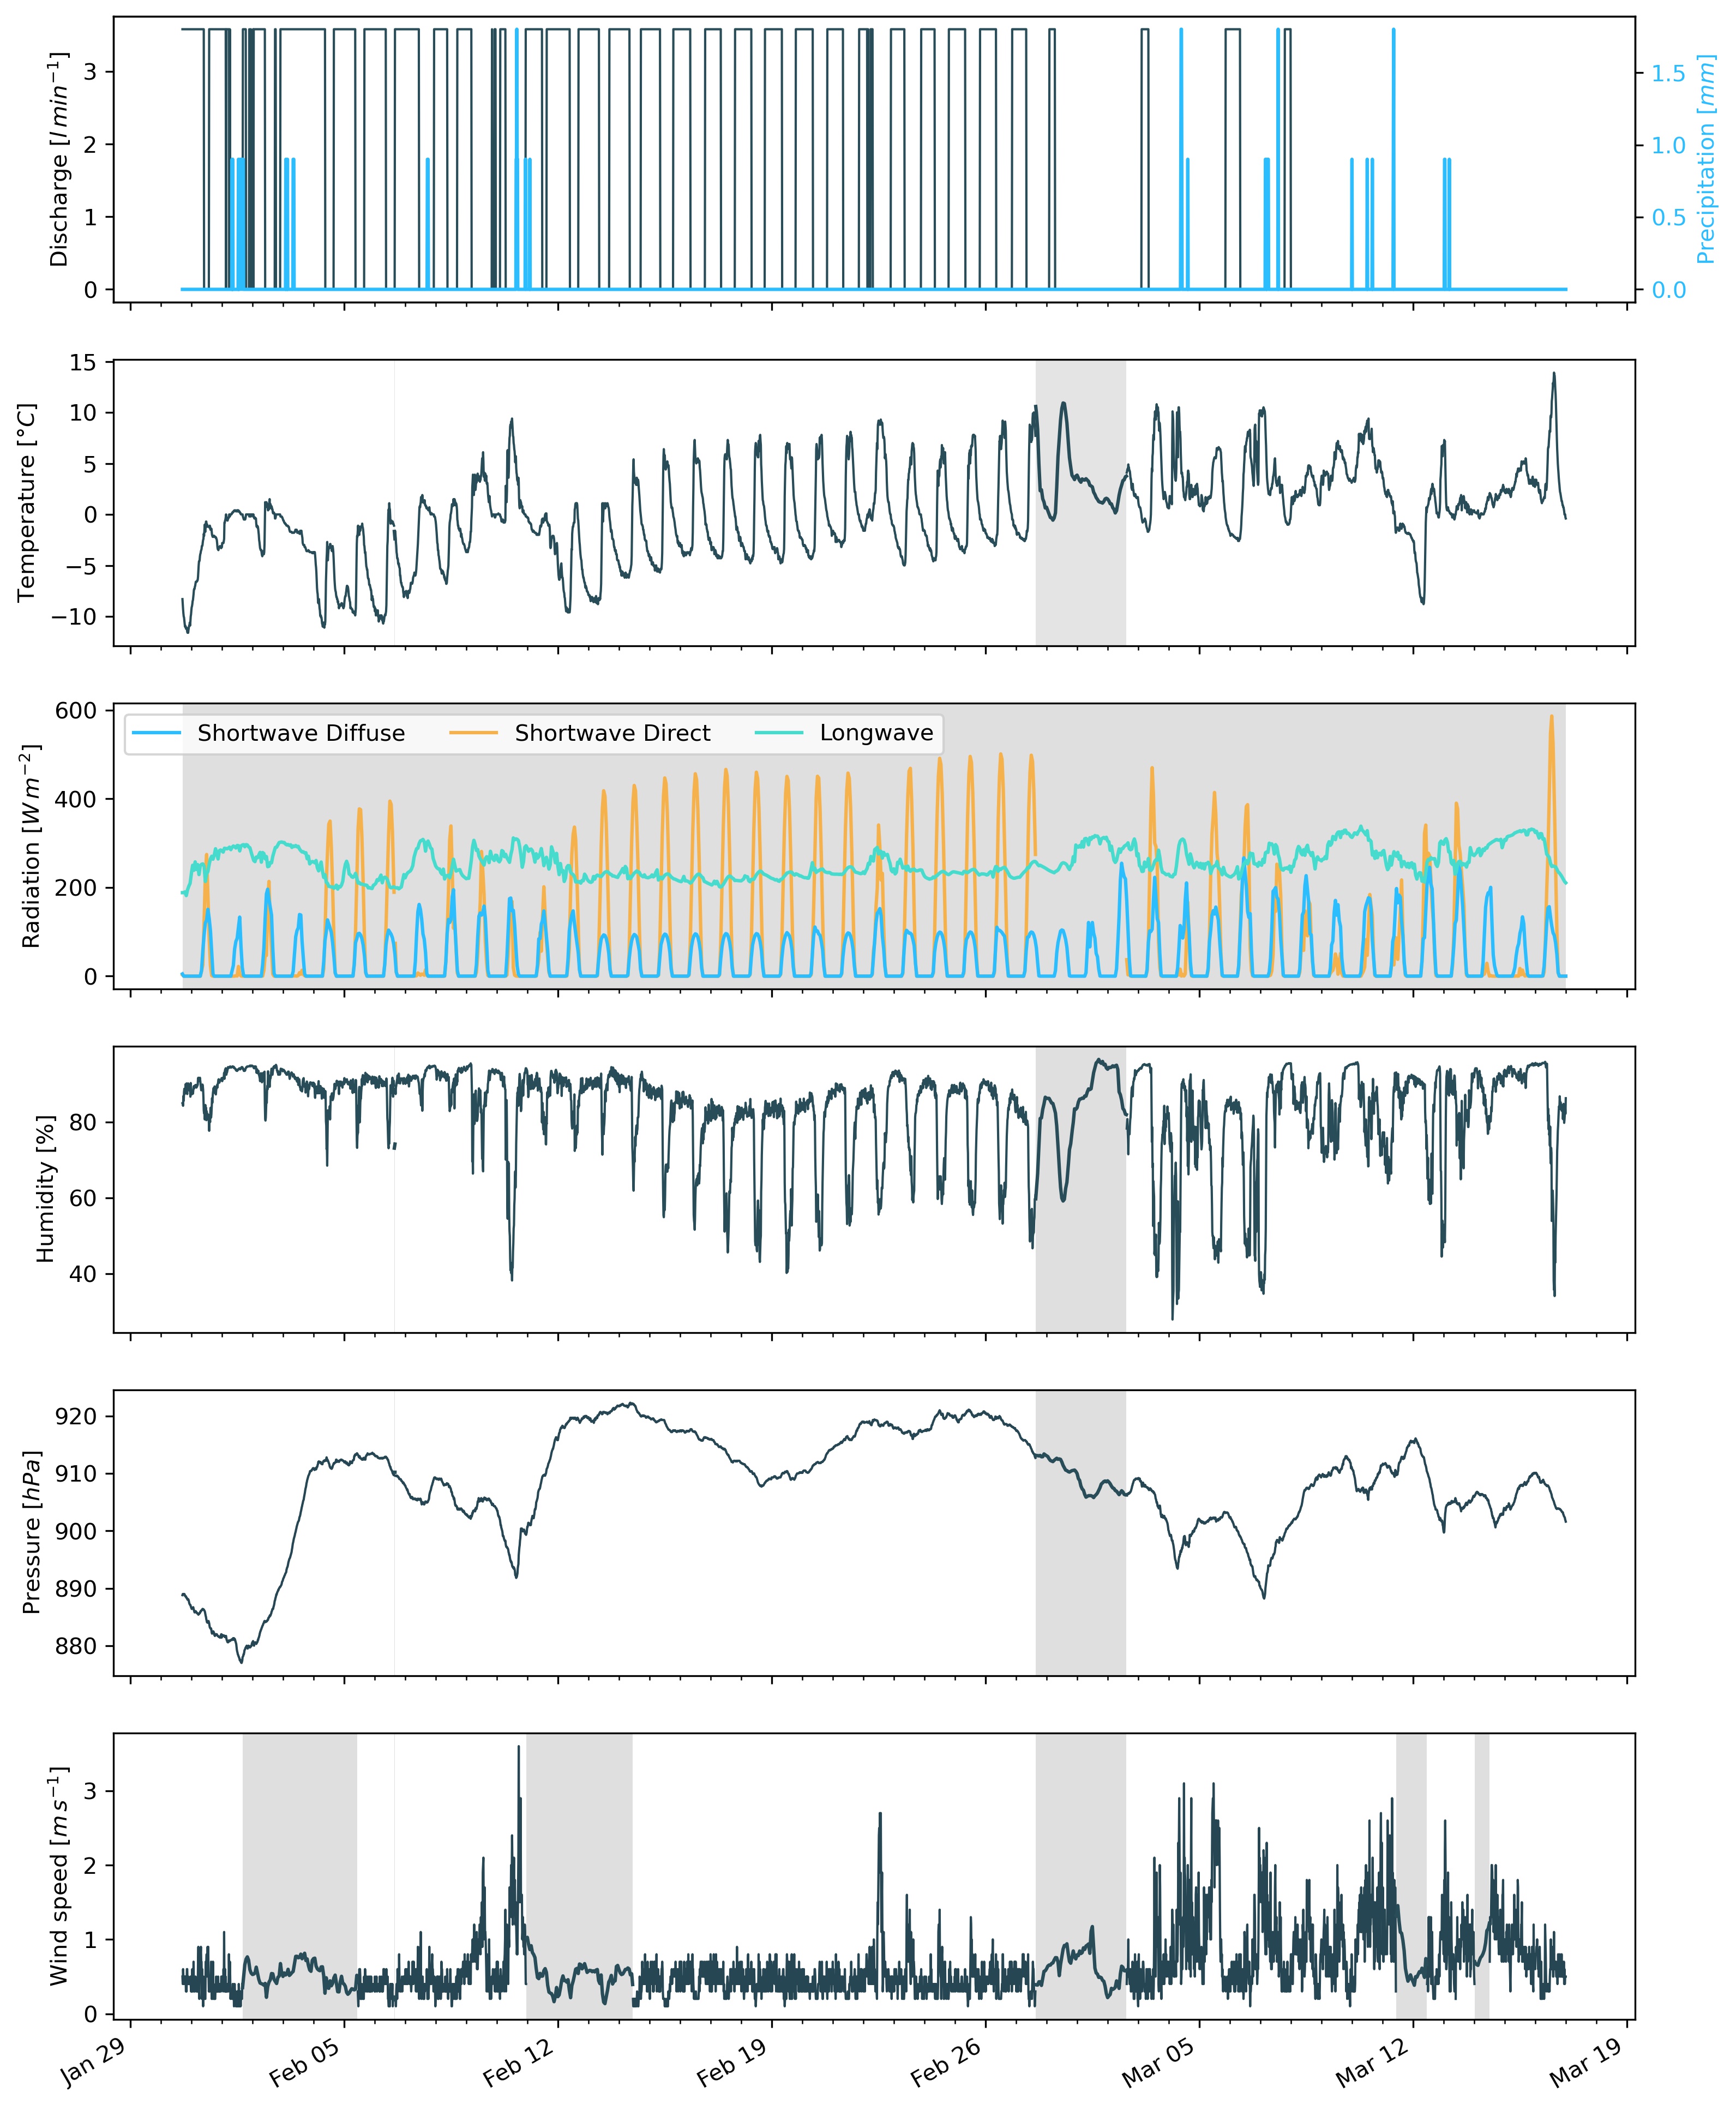 Discharge [l min⁻¹]
3
2
1
0
1.5
1.0
0.5
0.0
Precipitation [mm]
Temperature [°C]
15
10
5
0
−5
−10
Radiation [W m⁻²]
600
400
200
0
Shortwave Diffuse
Shortwave Direct
Longwave
Humidity [%]
80
60
40
Pressure [hPa]
920
910
900
890
880
Wind speed [m s⁻¹]
3
2
1
0
Jan 29
Feb 05
Feb 12
Feb 19
Feb 26
Mar 05
Mar 12
Mar 19